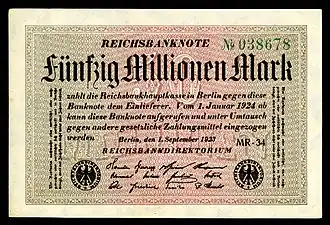 REICHSBANKNOTE
№ 038678
Fünfzig Millionen Mark
zahlt die Reichsbankhauptkasse in Berlin gegen diese
Banknote dem Einlieferer. Vom 1. Januar 1924 ab
kann diese Banknote aufgerufen und unter Umtausch
gegen andere gesetzliche Zahlungsmittel eingezogen
werden.
Berlin, den 1. September 1923
MR-34
REICHSBANKDIREKTORIUM